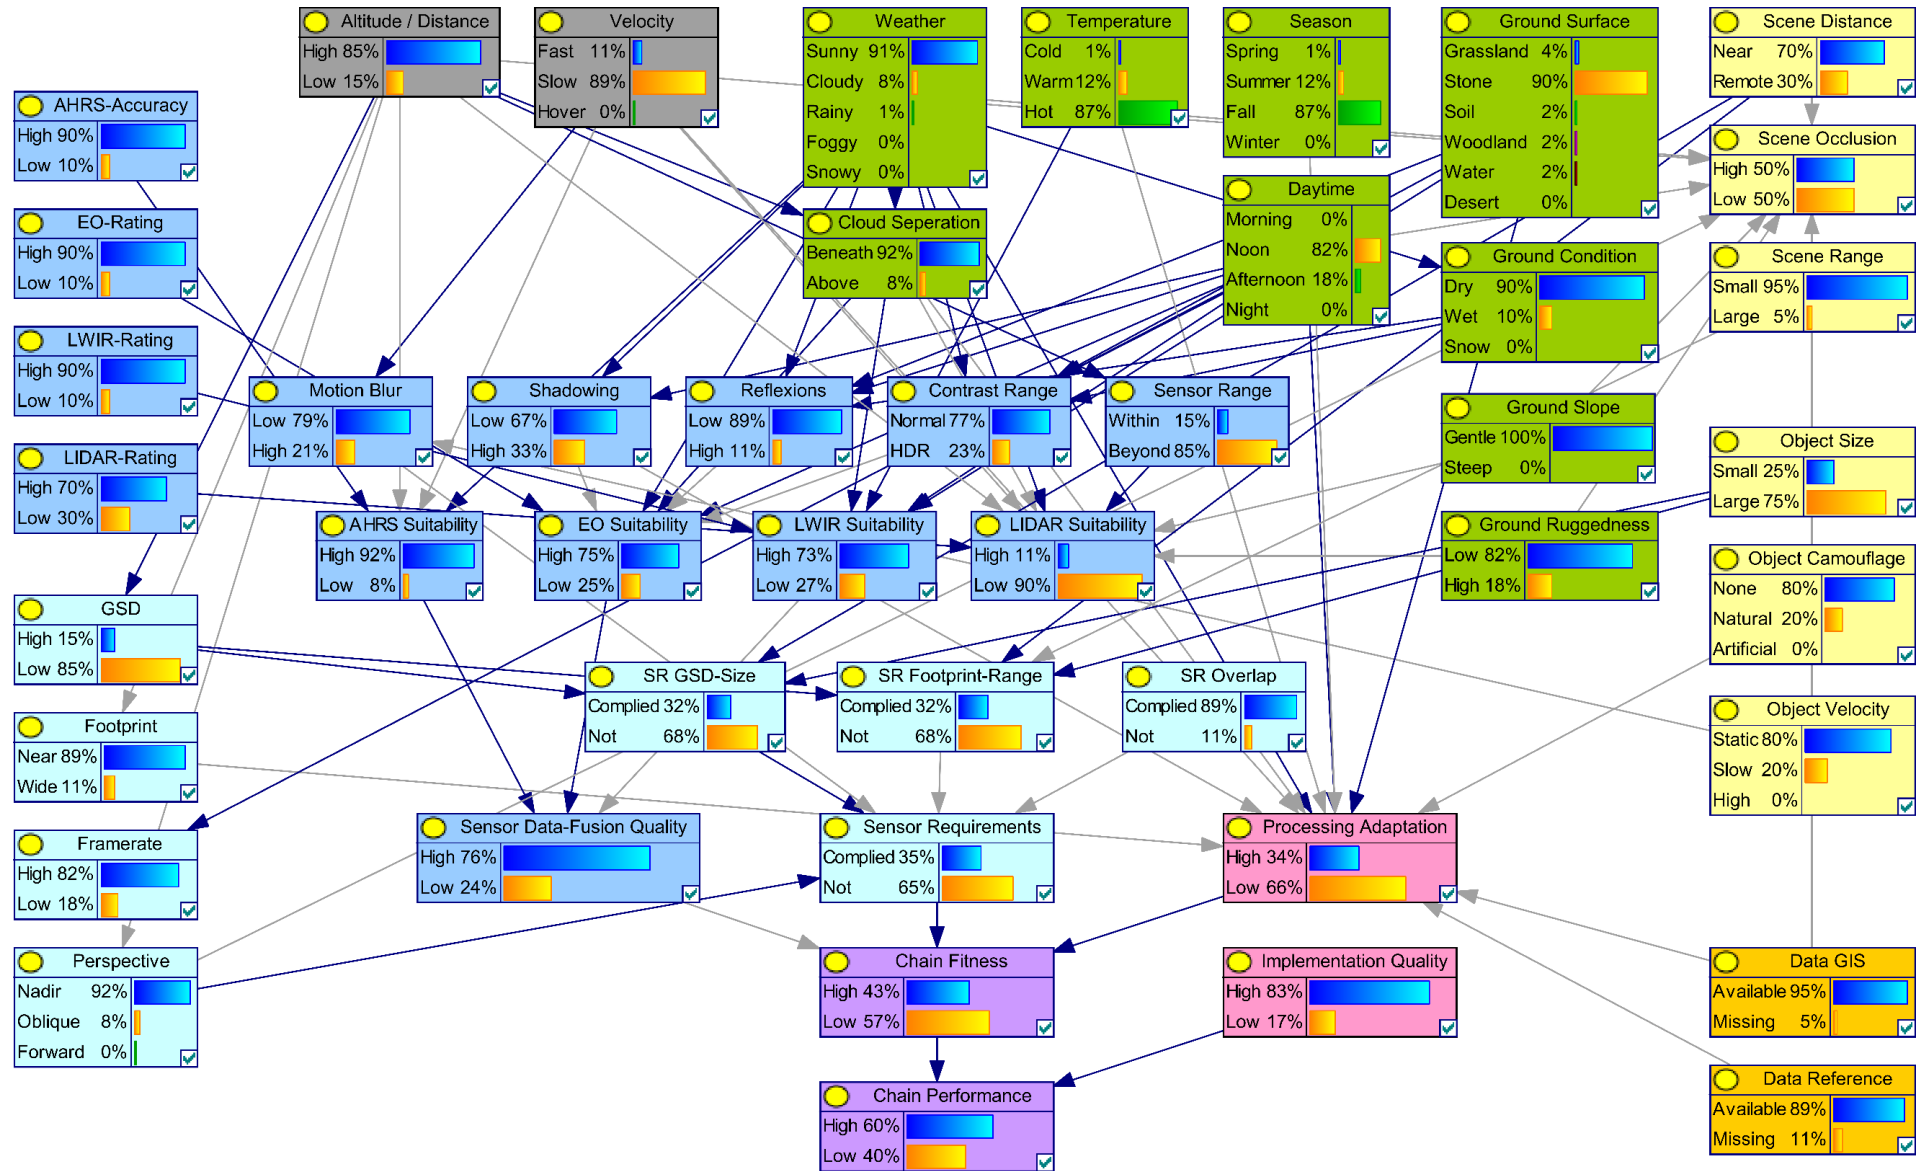 Altitude / Distance
High 85%
Low 15%
Velocity
Fast 11%
Slow 89%
Hover 0%
Weather
Sunny 91%
Cloudy 8%
Rainy 1%
Foggy 0%
Snowy 0%
Temperature
Cold 1%
Warm 12%
Hot 87%
Season
Spring 1%
Summer 12%
Fall 87%
Winter 0%
Ground Surface
Grassland 4%
Stone 90%
Soil 2%
Woodland 2%
Water 2%
Desert 0%
Scene Distance
Near 70%
Remote 30%
AHRS-Accuracy
High 90%
Low 10%
Scene Occlusion
High 50%
Low 50%
Daytime
Morning 0%
Noon 82%
Afternoon 18%
Night 0%
EO-Rating
High 90%
Low 10%
Cloud Seperation
Beneath 92%
Above 8%
Ground Condition
Dry 90%
Wet 10%
Snow 0%
Scene Range
Small 95%
Large 5%
LWIR-Rating
High 90%
Low 10%
Motion Blur
Low 79%
High 21%
Shadowing
Low 67%
High 33%
Reflexions
Low 89%
High 11%
Contrast Range
Normal 77%
HDR 23%
Sensor Range
Within 15%
Beyond 85%
Ground Slope
Gentle 100%
Steep 0%
Object Size
Small 25%
Large 75%
LIDAR-Rating
High 70%
Low 30%
AHRS Suitability
High 92%
Low 8%
EO Suitability
High 75%
Low 25%
LWIR Suitability
High 73%
Low 27%
LIDAR Suitability
High 11%
Low 90%
Ground Ruggedness
Low 82%
High 18%
Object Camouflage
None 80%
Natural 20%
Artificial 0%
GSD
High 15%
Low 85%
SR GSD-Size
Complied 32%
Not 68%
SR Footprint-Range
Complied 32%
Not 68%
SR Overlap
Complied 89%
Not 11%
Object Velocity
Static 80%
Slow 20%
High 0%
Footprint
Near 89%
Wide 11%
Sensor Data-Fusion Quality
High 76%
Low 24%
Sensor Requirements
Complied 35%
Not 65%
Processing Adaptation
High 34%
Low 66%
Framerate
High 82%
Low 18%
Perspective
Nadir 92%
Oblique 8%
Forward 0%
Chain Fitness
High 43%
Low 57%
Implementation Quality
High 83%
Low 17%
Data GIS
Available 95%
Missing 5%
Chain Performance
High 60%
Low 40%
Data Reference
Available 89%
Missing 11%